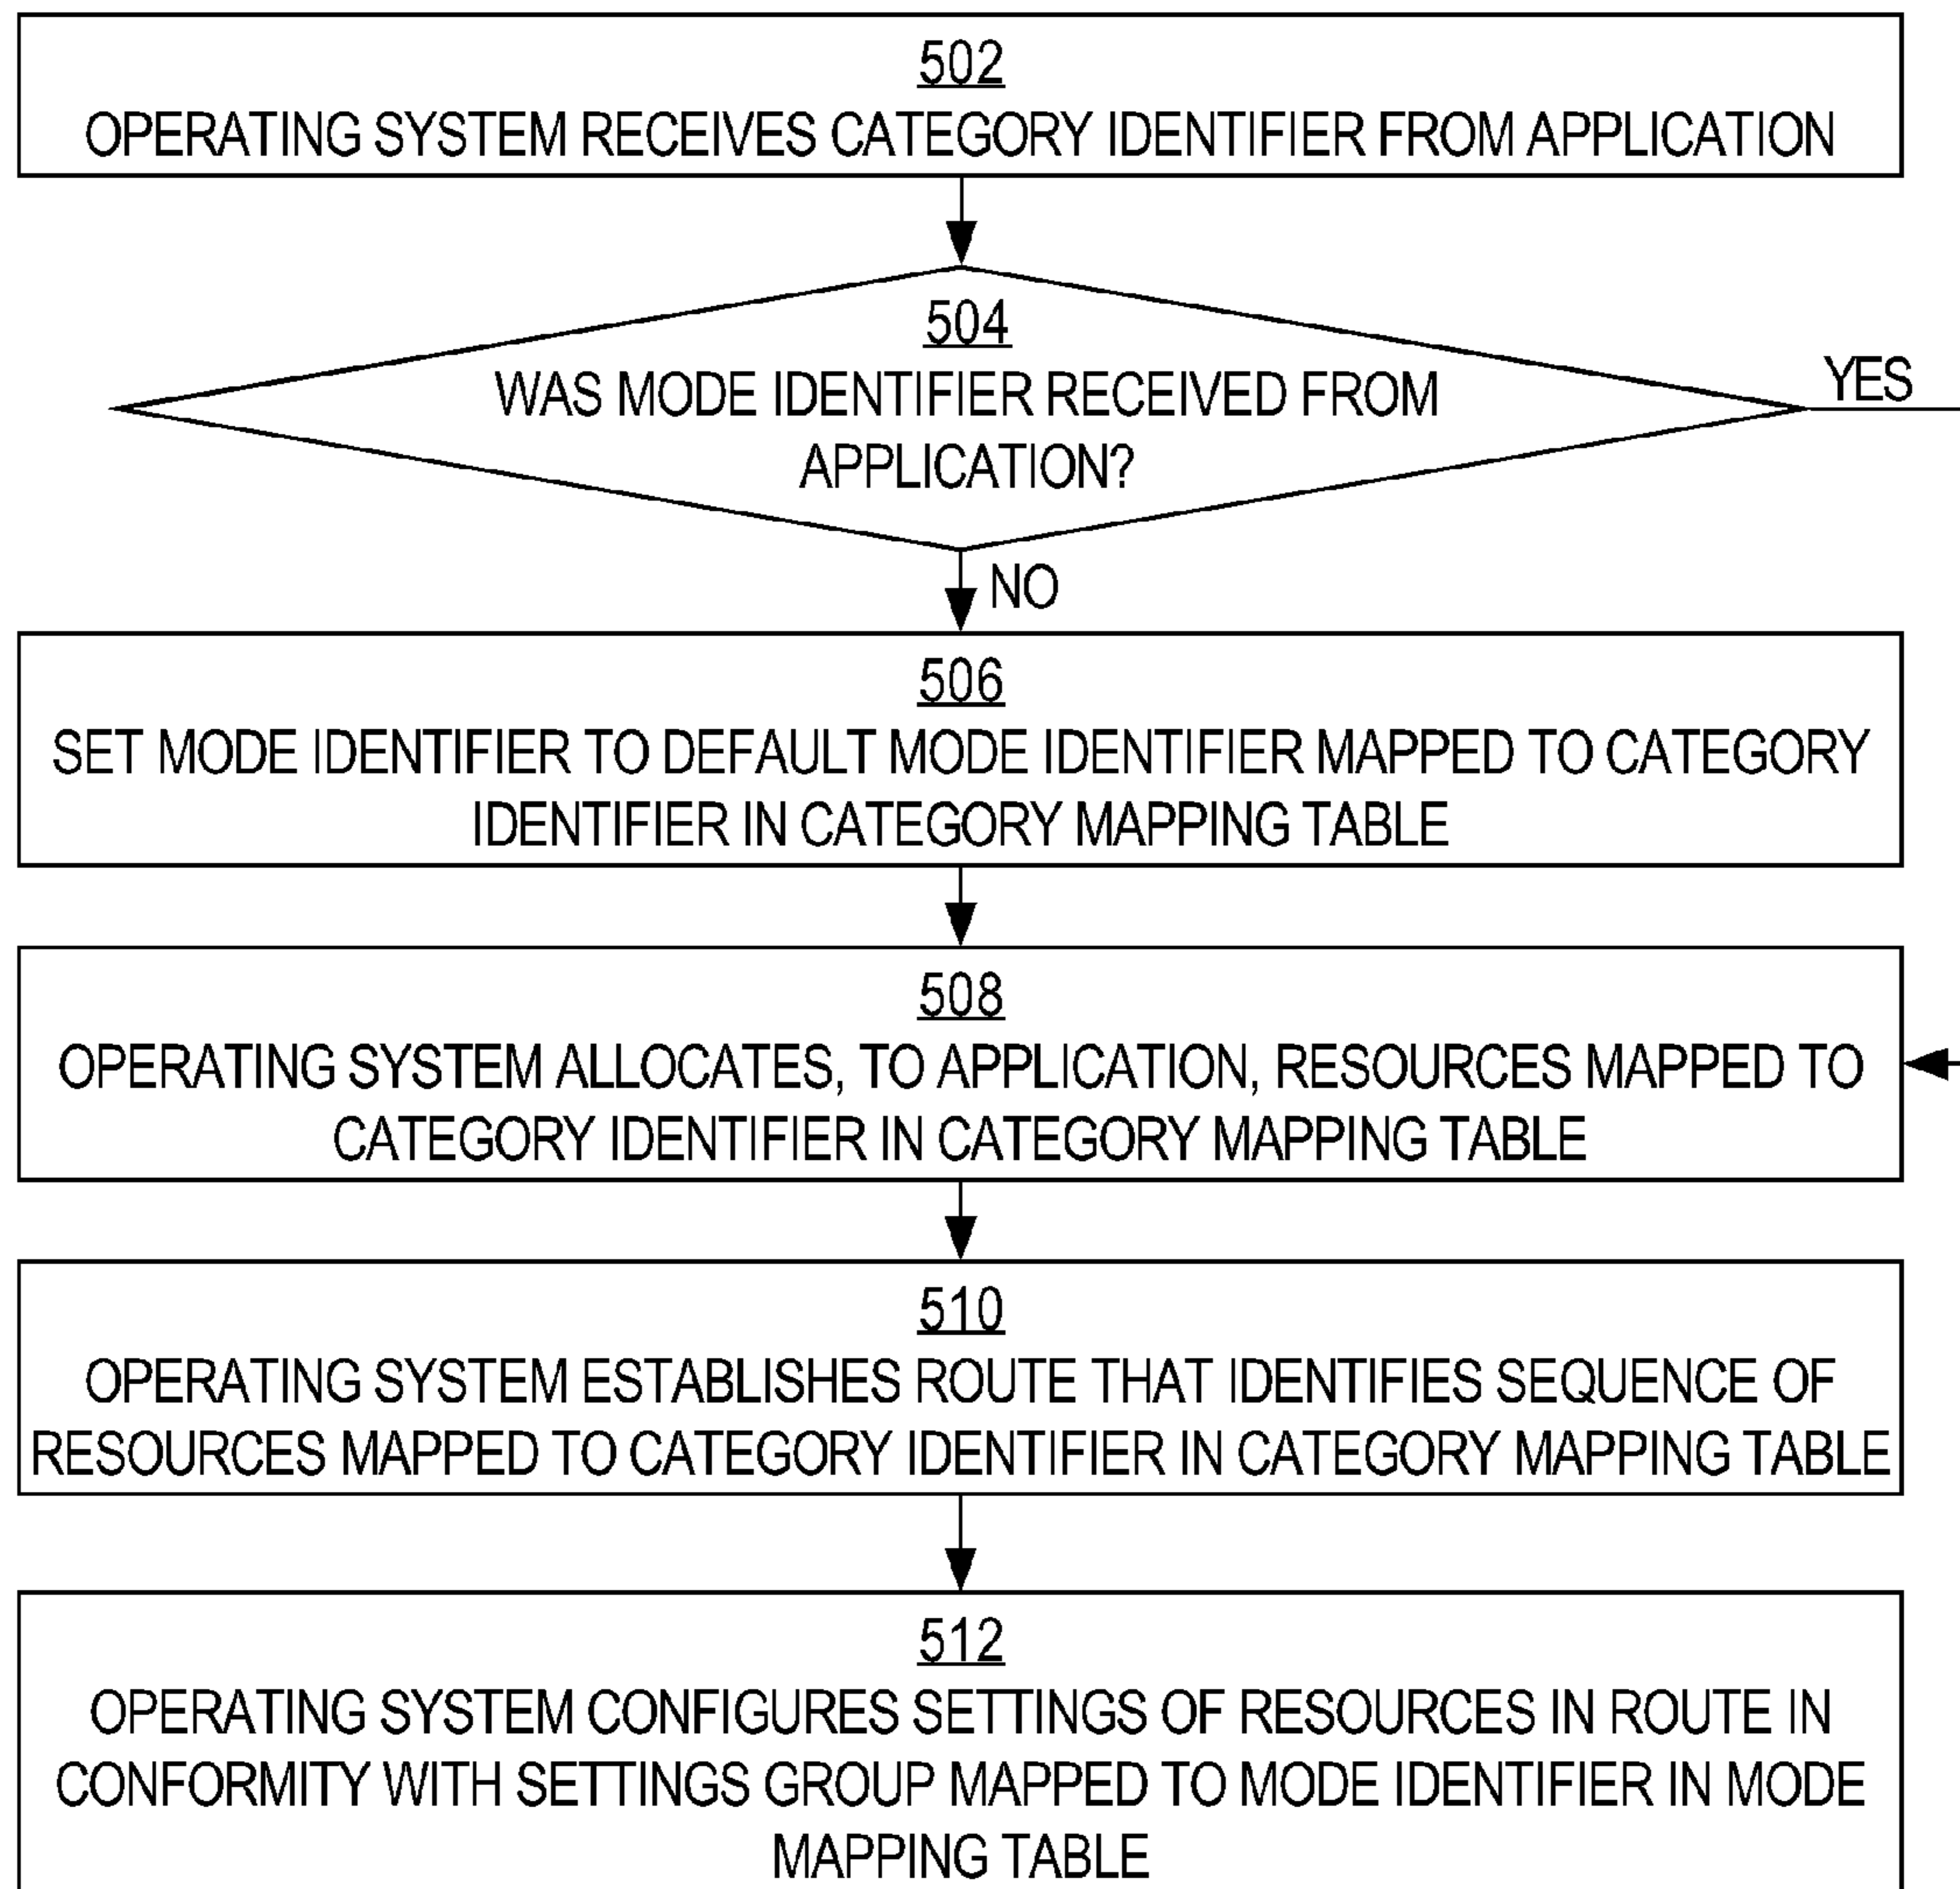 502
OPERATING SYSTEM RECEIVES CATEGORY IDENTIFIER FROM APPLICATION
504
WAS MODE IDENTIFIER RECEIVED FROM
APPLICATION?
YES
NO
506
SET MODE IDENTIFIER TO DEFAULT MODE IDENTIFIER MAPPED TO CATEGORY
IDENTIFIER IN CATEGORY MAPPING TABLE
508
OPERATING SYSTEM ALLOCATES, TO APPLICATION, RESOURCES MAPPED TO
CATEGORY IDENTIFIER IN CATEGORY MAPPING TABLE
510
OPERATING SYSTEM ESTABLISHES ROUTE THAT IDENTIFIES SEQUENCE OF
RESOURCES MAPPED TO CATEGORY IDENTIFIER IN CATEGORY MAPPING TABLE
512
OPERATING SYSTEM CONFIGURES SETTINGS OF RESOURCES IN ROUTE IN
CONFORMITY WITH SETTINGS GROUP MAPPED TO MODE IDENTIFIER IN MODE
MAPPING TABLE